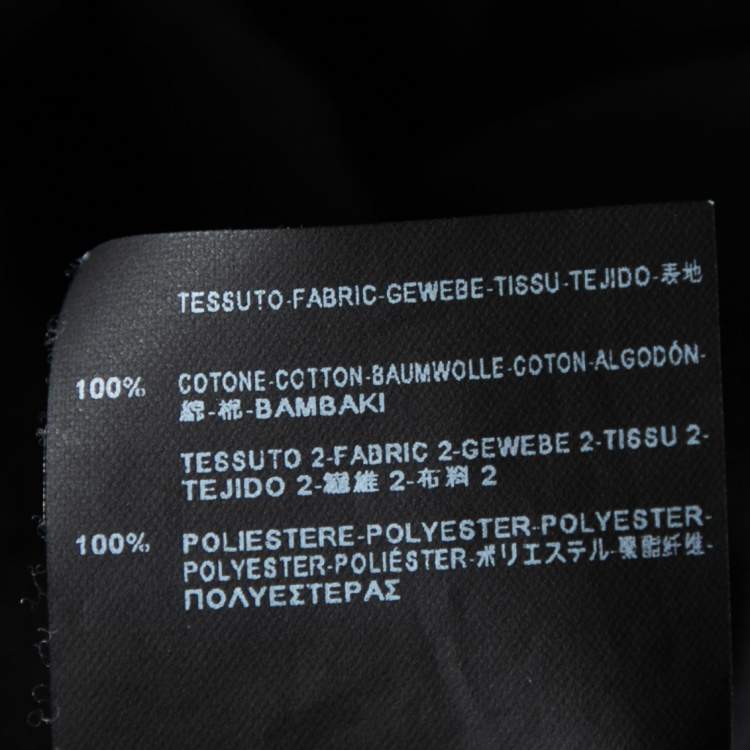 TESSUTO-FABRIC-GEWEBE-TISSU-TEJIDO-表地
100% COTONE-COTTON-BAUMWOLLE-COTON-ALGODÓN-
綿-棉-BAMBAKI
TESSUTO 2-FABRIC 2-GEWEBE 2-TISSU 2-
TEJIDO 2-繊維 2-布料 2
100% POLIESTERE-POLYESTER-POLYESTER-
POLYESTER-POLIÉSTER-ポリエステル-聚酯纤维-
ΠΟΛΥΕΣΤΕΡΑΣ